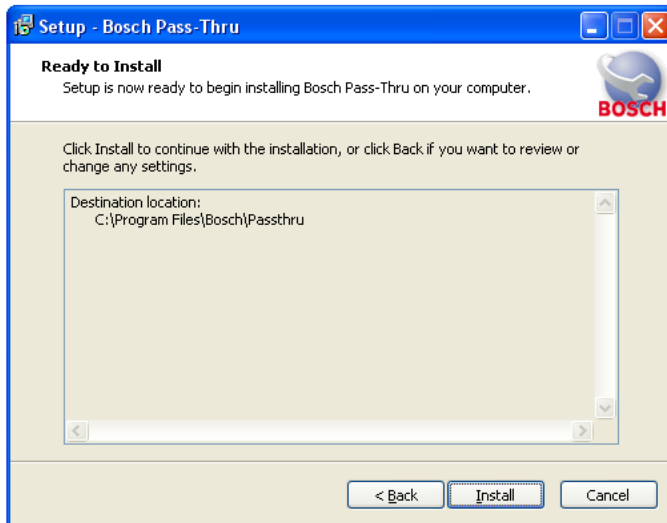 Setup - Bosch Pass-Thru
Ready to Install
Setup is now ready to begin installing Bosch Pass-Thru on your computer.
BOSCH
Click Install to continue with the installation, or click Back if you want to review or
change any settings.
Destination location:
C:\Program Files\Bosch\Passthru
< Back
Install
Cancel